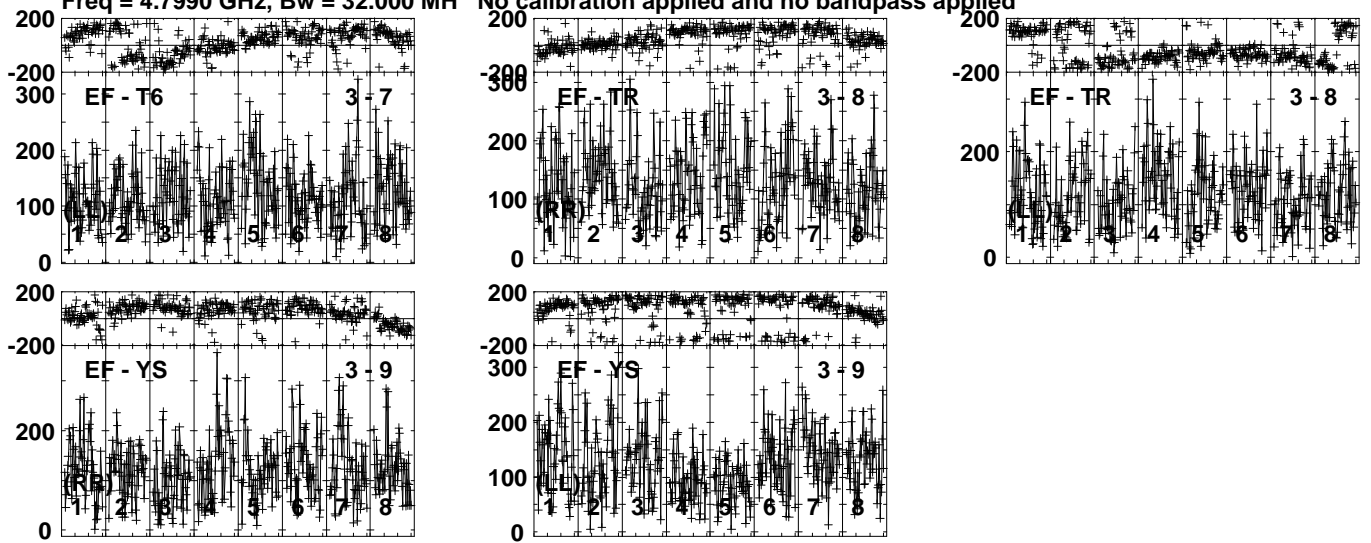 Freq = 4.7990 GHz, Bw = 32.000 MH No calibration applied and no bandpass applied
200
-200
300
200
100
0
EF - T6 3 - 7
(LL)
1 2 3 4 5 6 7 8
200
-200
300
200
100
0
EF - TR 3 - 8
(RR)
1 2 3 4 5 6 7 8
200
-200
200
0
EF - TR 3 - 8
(LL)
1 2 3 4 5 6 7 8
200
-200
200
0
EF - YS 3 - 9
(RR)
1 2 3 4 5 6 7 8
200
-200
300
200
100
0
EF - YS 3 - 9
(LL)
1 2 3 4 5 6 7 8